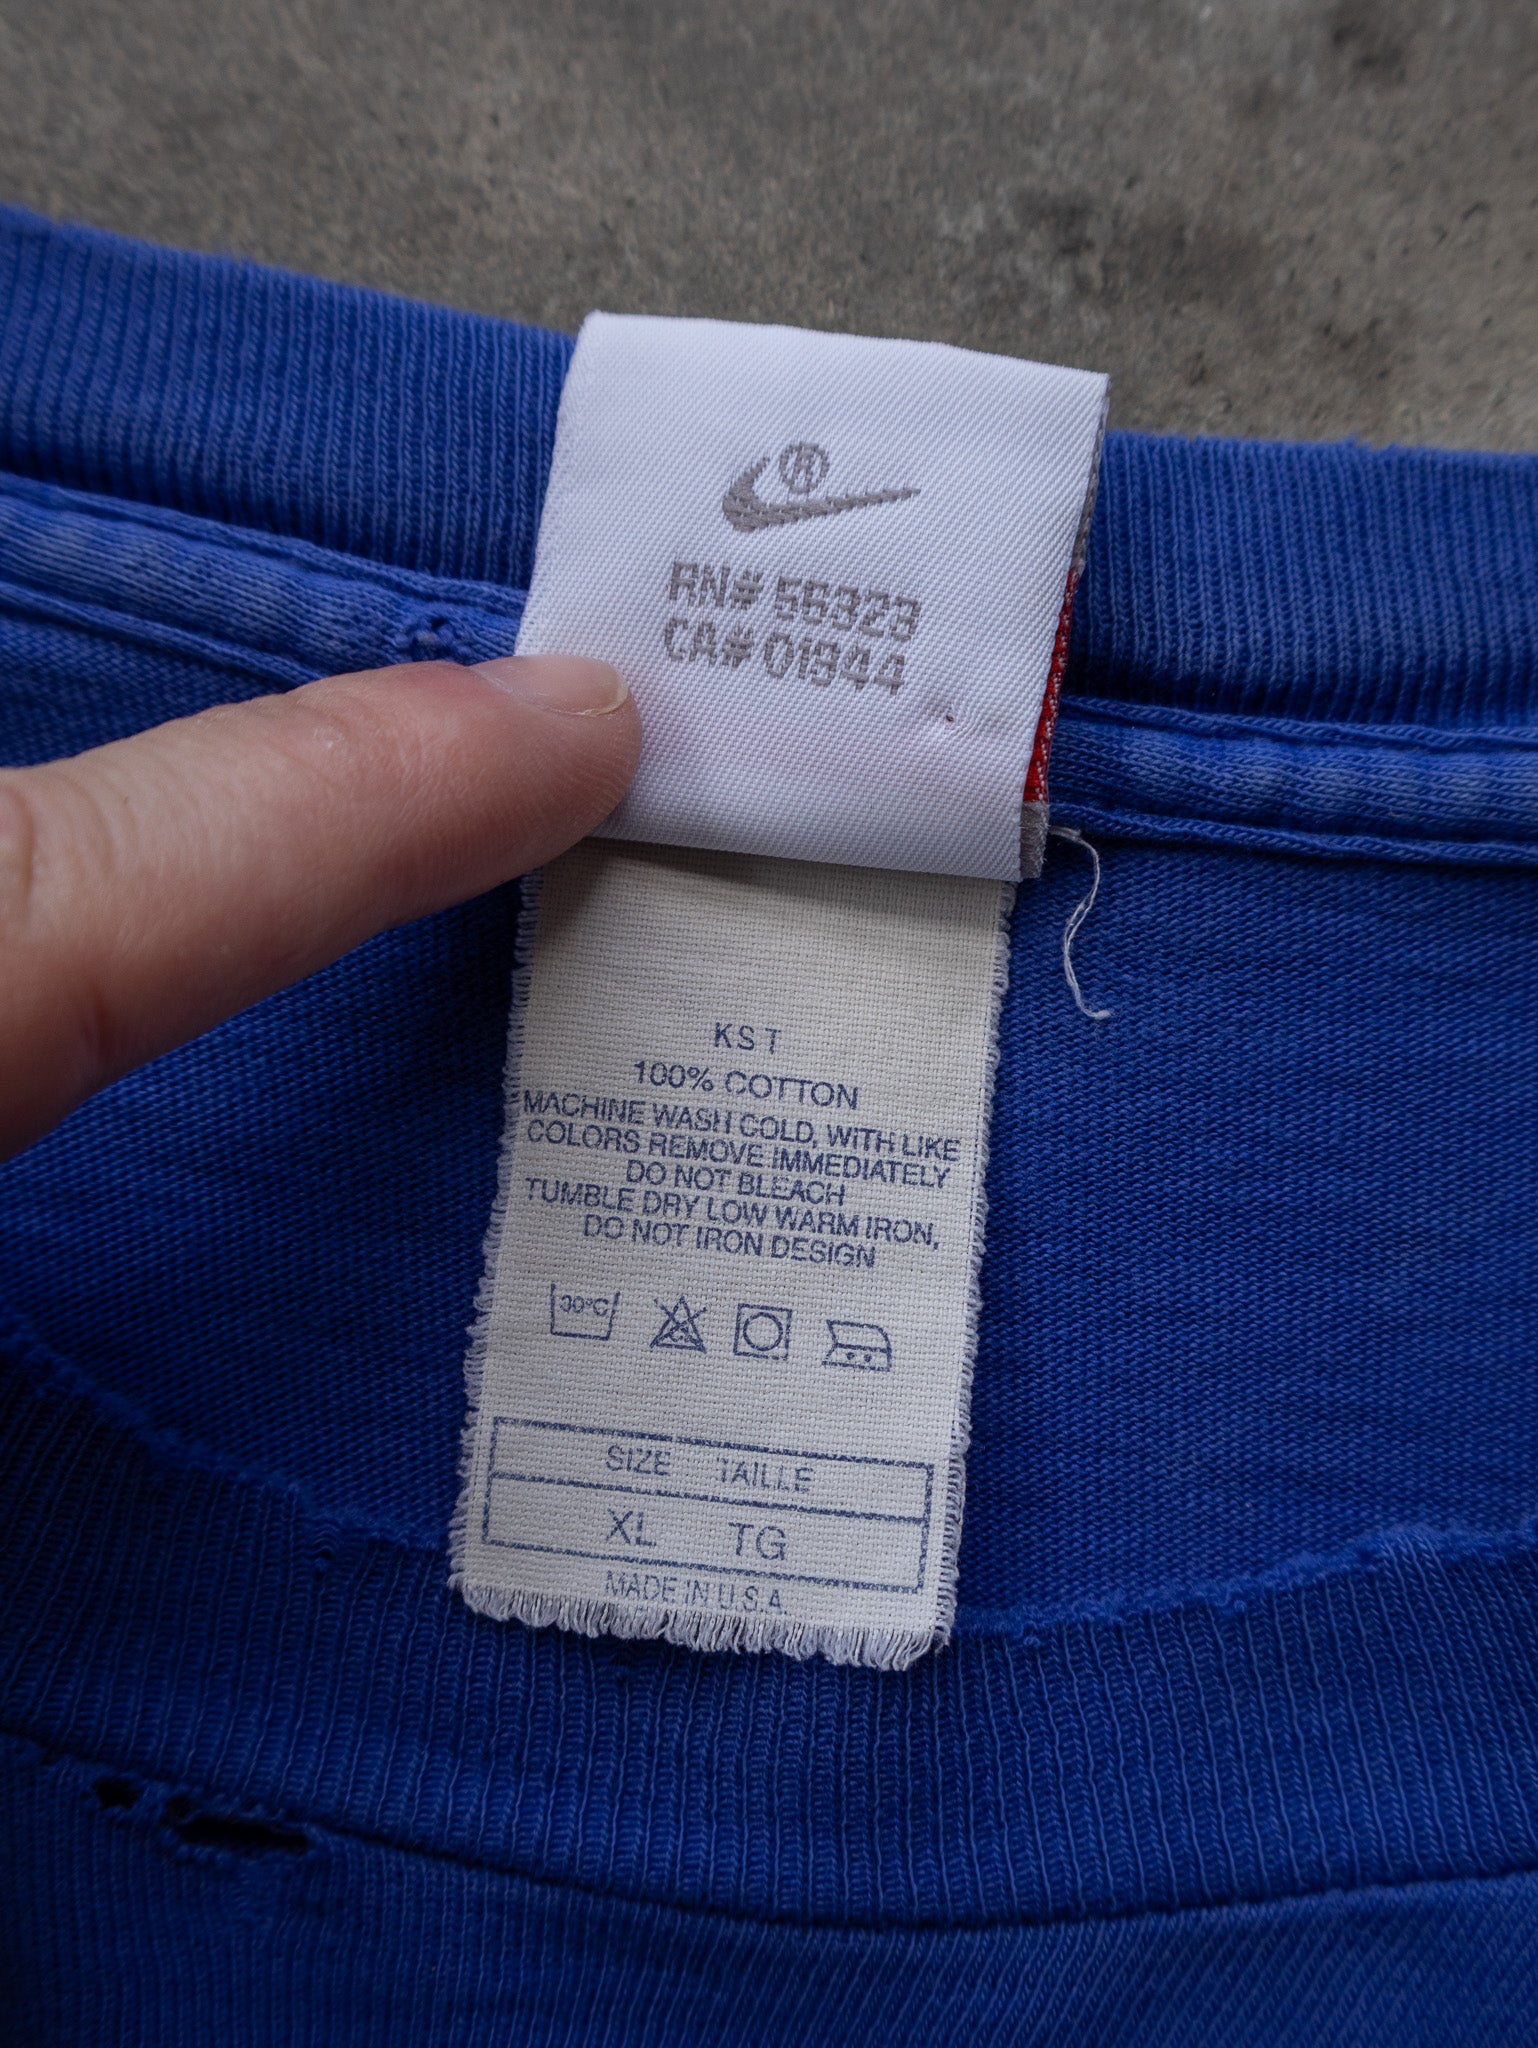 RN# 56323
CA# 01944
KST
100% COTTON
MACHINE WASH COLD, WITH LIKE
COLORS REMOVE IMMEDIATELY
DO NOT BLEACH
TUMBLE DRY LOW WARM IRON,
DO NOT IRON DESIGN
30°C
SIZE TAILLE
XL TG
MADE IN U.S.A.